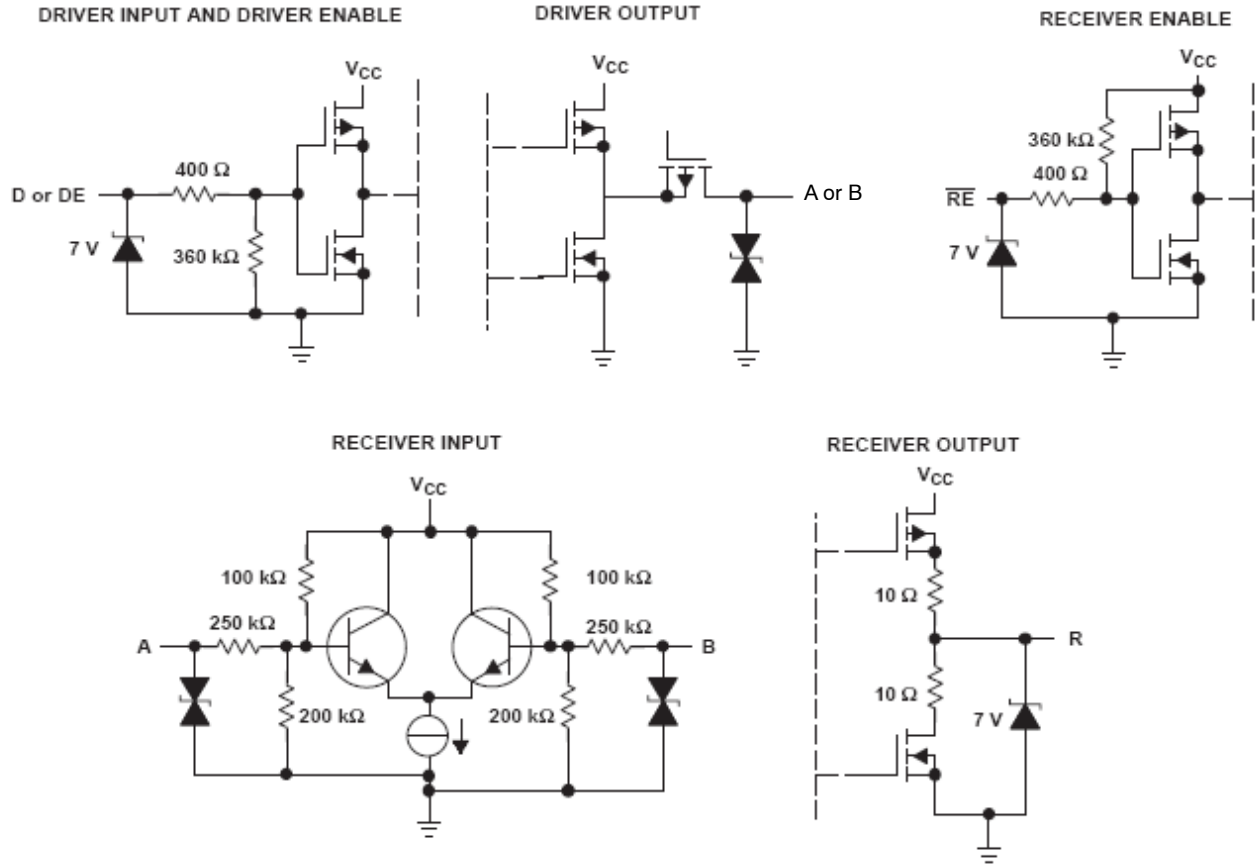 DRIVER INPUT AND DRIVER ENABLE
DRIVER OUTPUT
RECEIVER ENABLE
VCC
VCC
VCC
360 kΩ
400 Ω
400 Ω
D or DE
A or B
RE
7 V
360 kΩ
7 V
RECEIVER INPUT
RECEIVER OUTPUT
VCC
VCC
100 kΩ
100 kΩ
10 Ω
250 kΩ
250 kΩ
A
B
R
10 Ω
200 kΩ
200 kΩ
7 V